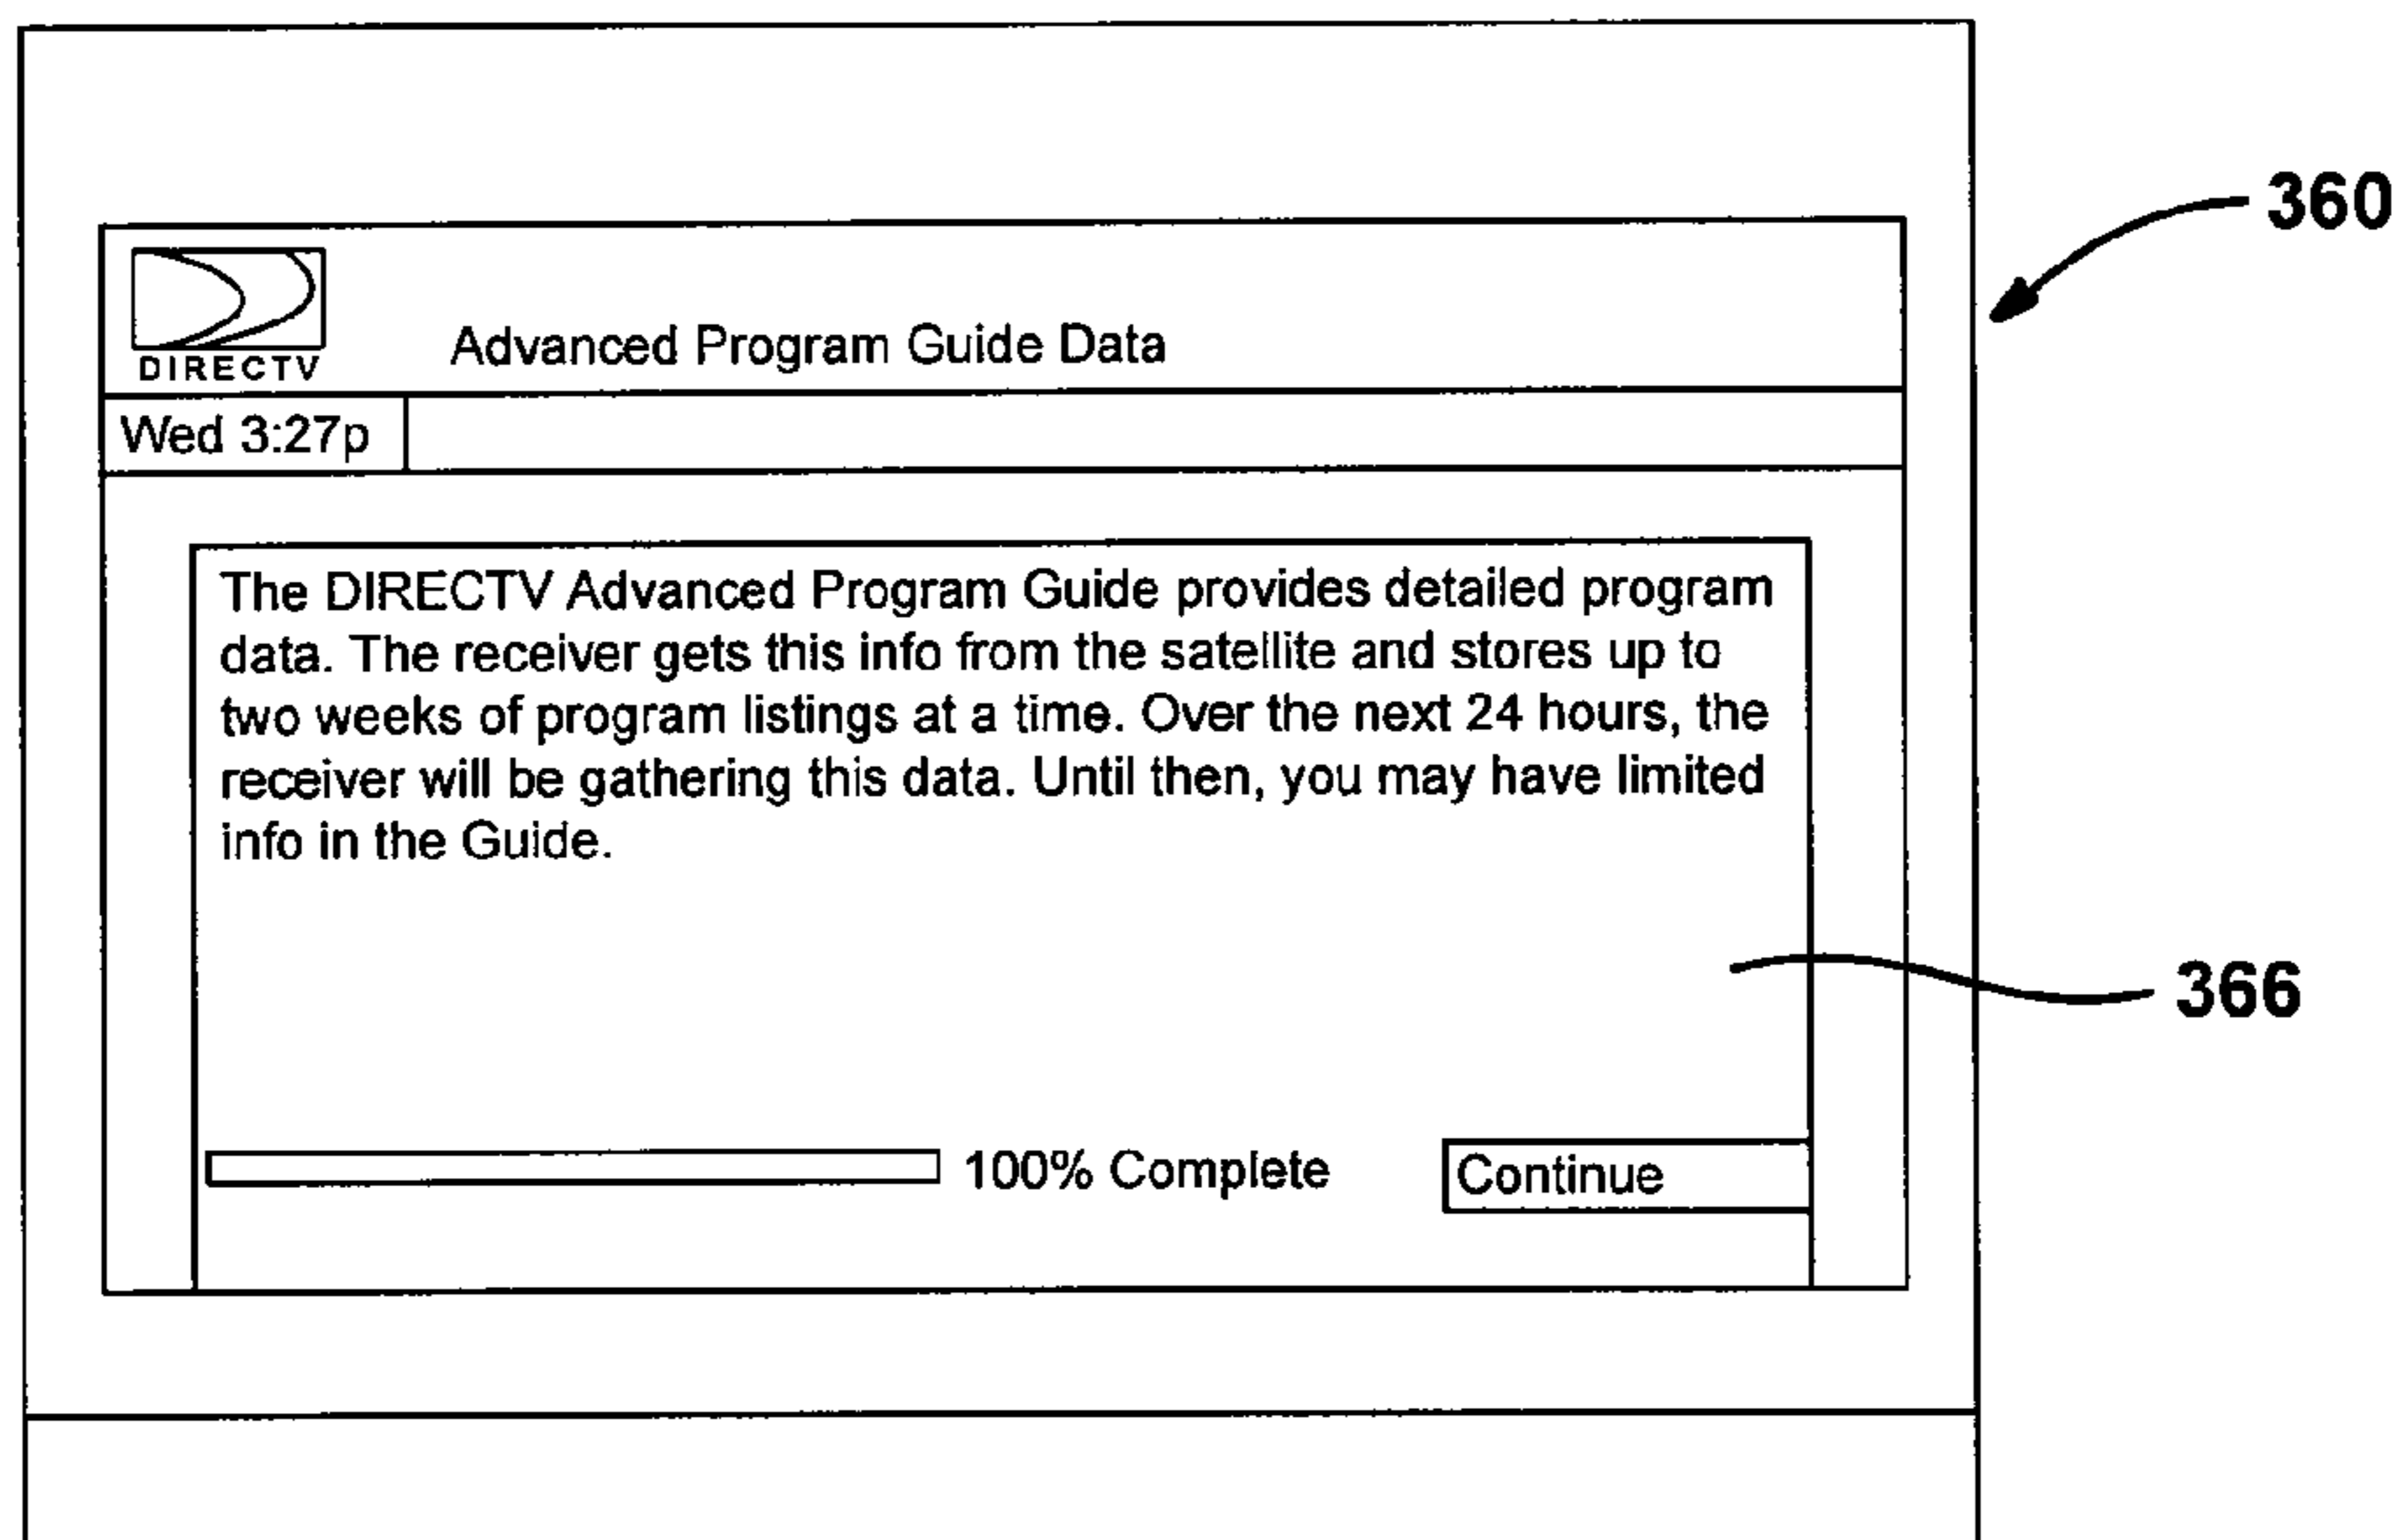 360
DIRECTV
Advanced Program Guide Data
Wed 3:27p
The DIRECTV Advanced Program Guide provides detailed program
data. The receiver gets this info from the satellite and stores up to
two weeks of program listings at a time. Over the next 24 hours, the
receiver will be gathering this data. Until then, you may have limited
info in the Guide.
366
100% Complete
Continue